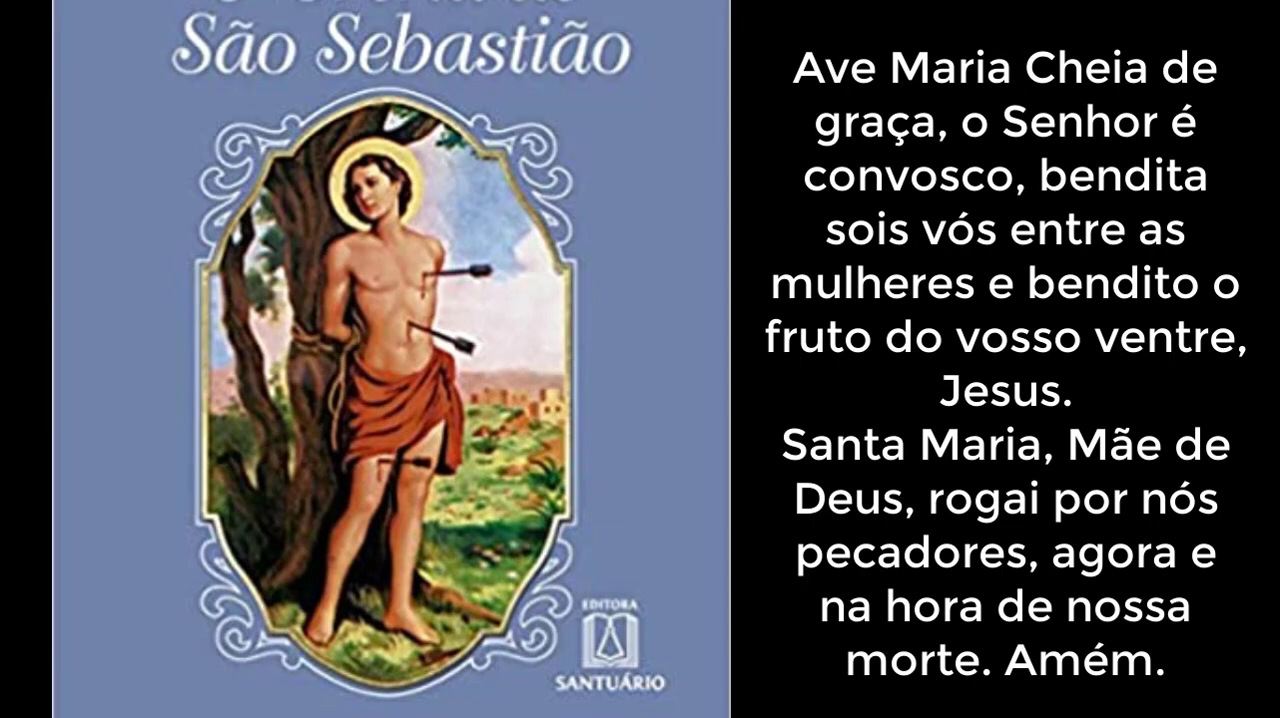 São Sebastião
EDITORA
SANTUÁRIO
Ave Maria Cheia de
graça, o Senhor é
convosco, bendita
sois vós entre as
mulheres e bendito o
fruto do vosso ventre,
Jesus.
Santa Maria, Mãe de
Deus, rogai por nós
pecadores, agora e
na hora de nossa
morte. Amém.